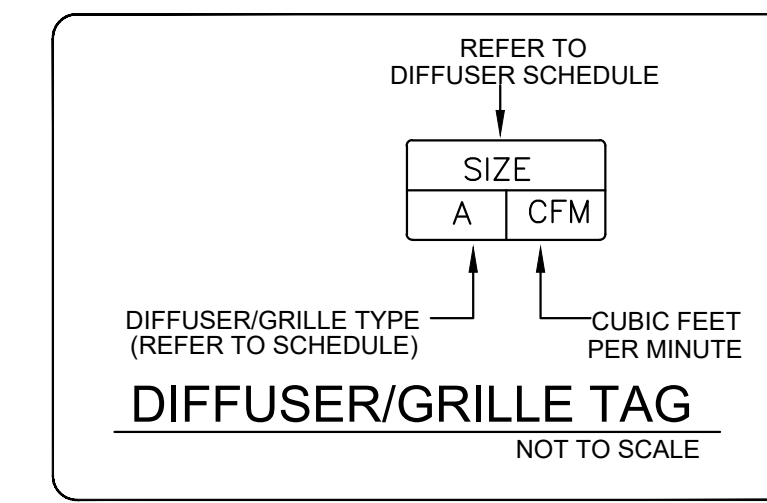 REFER TO
DIFFUSER SCHEDULE
SIZE
A CFM
DIFFUSER/GRILLE TYPE
(REFER TO SCHEDULE)
CUBIC FEET
PER MINUTE
DIFFUSER/GRILLE TAG
NOT TO SCALE